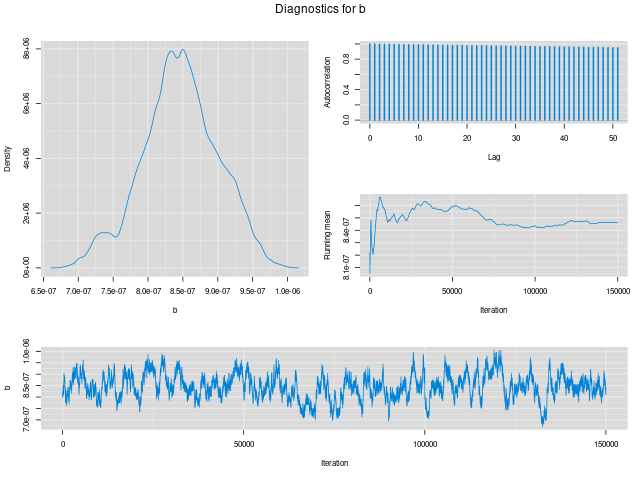 Diagnostics for b
Density
0e+00 2e+06 4e+06 6e+06 8e+06
6.5e-07 7.0e-07 7.5e-07 8.0e-07 8.5e-07 9.0e-07 9.5e-07 1.0e-06
b
Autocorrelation
0.0 0.4 0.8
0 10 20 30 40 50
Lag
Running mean
8.1e-07 8.4e-07
0 50000 100000 150000
Iteration
b
7.0e-07 8.5e-07 1.0e-06
0 50000 100000 150000
Iteration